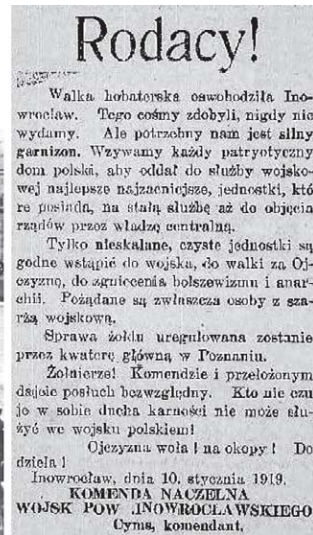 Rodacy!
Walka bohaterska oswobodziła Ino-
wrocław. Tego cośmy zdobyli, nigdy nie
wydamy. Ale potrzebny nam jest silny
garnizon. Wzywamy każdy patryotyczny
dom polski, aby oddał do służby wojsko-
wej najlepsze najzacniejsze, jednostki, któ
re posiada, na stałą służbę aż do objęcia
rządów przez władzę centralną.
Tylko nieskalane, czyste jednostki są
godne wstąpić do wojska, do walki za Oj-
czyznę, do zgniecenia bolszewizmu i anar-
chii. Pożądane są zwłaszcza osoby z szar-
żą wojskową.
Sprawa żołdu uregulowana zostanie
przez kwaterę główną w Poznaniu.
Żołnierze! Komendzie i przełożonym
dajcie posłuch bezwzględny. Kto nie czu
je w sobie ducha karności nie może słu-
żyć we wojsku polskiem!
Ojczyzna woła! na okopy! Do
dzieła!
Inowrocław, dnia 10. stycznia 1919.
KOMENDA NACZELNA
WOJSK POW .INOWROCŁAWSKIEGO
Cyms, komendant.